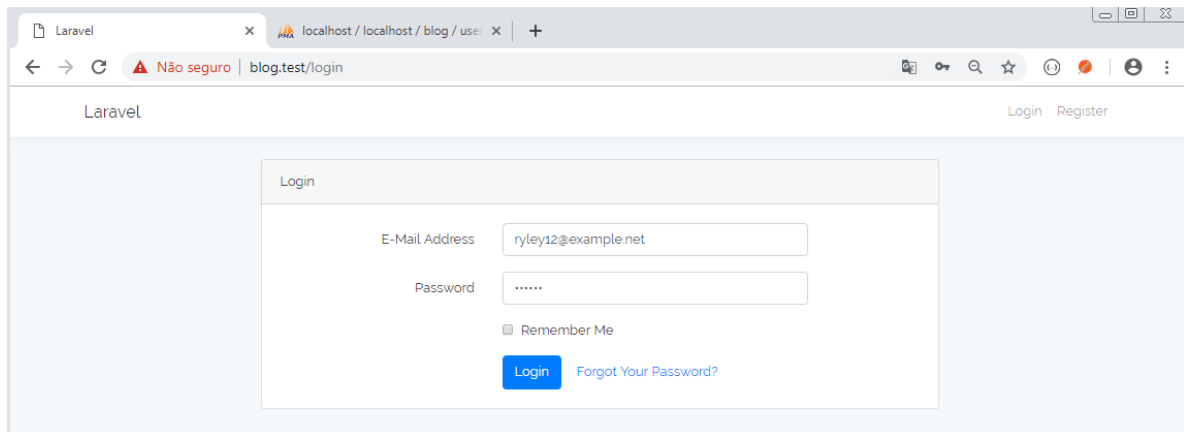 Laravel
localhost / localhost / blog / user
Não seguro
blog.test/login
Laravel
Login Register
Login
E-Mail Address
ryley12@example.net
Password
••••••
Remember Me
Login
Forgot Your Password?